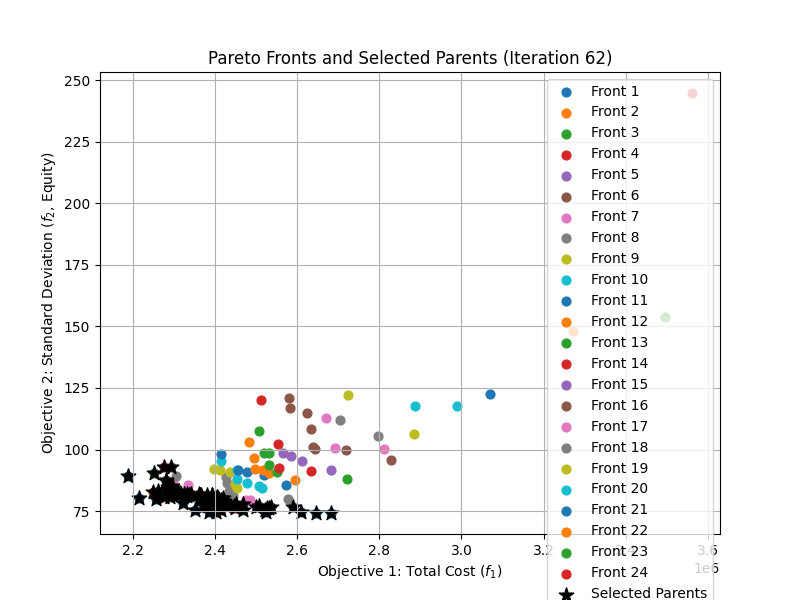 Pareto Fronts and Selected Parents (Iteration 62)
Objective 2: Standard Deviation (f2, Equity)
250
225
200
175
150
125
100
75
2.2
2.4
2.6
2.8
3.0
3.2
3.4
3.6
1e6
Objective 1: Total Cost (f1)
Front 1
Front 2
Front 3
Front 4
Front 5
Front 6
Front 7
Front 8
Front 9
Front 10
Front 11
Front 12
Front 13
Front 14
Front 15
Front 16
Front 17
Front 18
Front 19
Front 20
Front 21
Front 22
Front 23
Front 24
Selected Parents